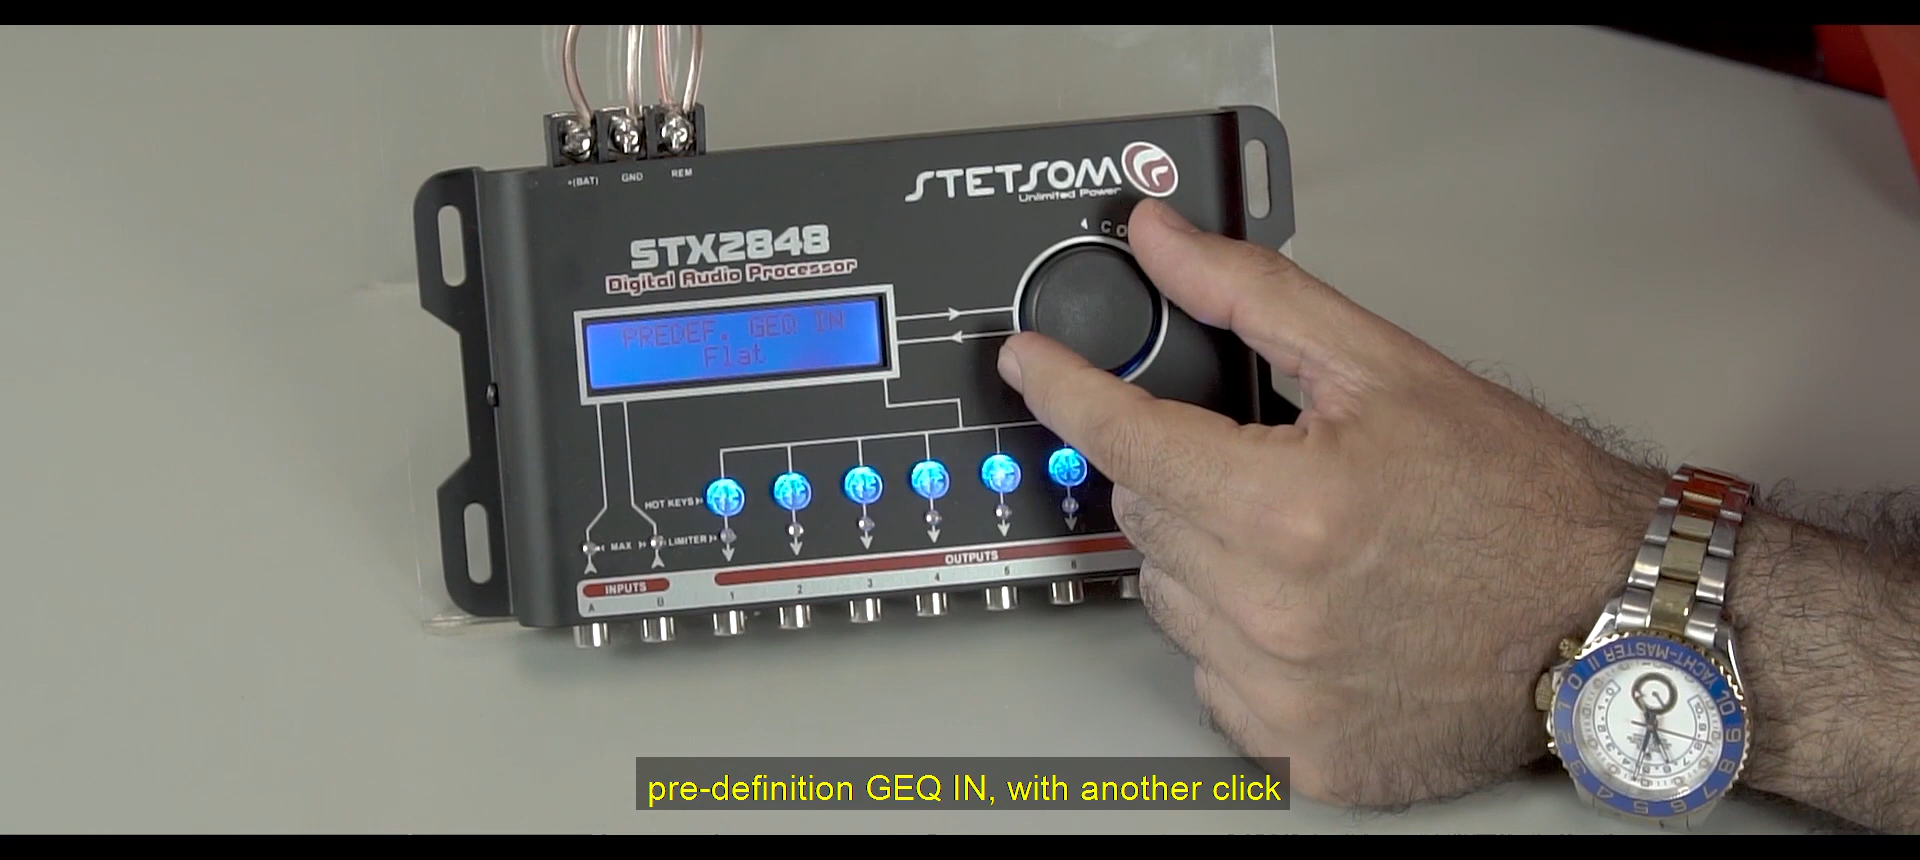 +(BAT) GND REM
STETSOM
Unlimited Power
STX2848
Digital Audio Processor
PREDEF. GEQ IN
Flat
HOT KEYS
MAX LIMITER
OUTPUTS
INPUTS
A B 1 2 3 4 5 6
YACHT-MASTER II
pre-definition GEQ IN, with another click